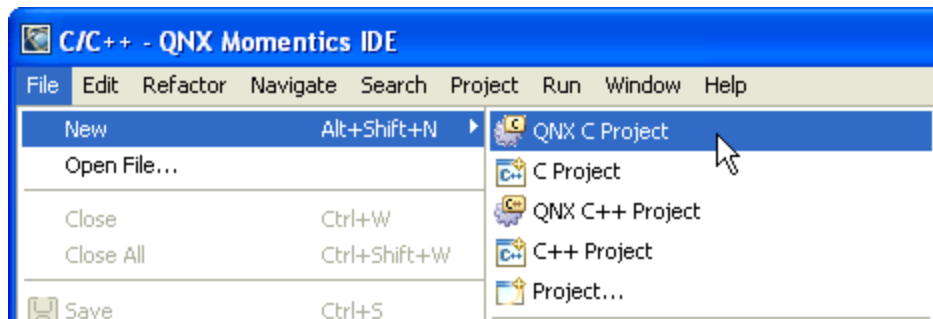 C/C++ - QNX Momentics IDE
File Edit Refactor Navigate Search Project Run Window Help
New Alt+Shift+N
Open File...
Close Ctrl+W
Close All Ctrl+Shift+W
Save Ctrl+S
QNX C Project
C Project
QNX C++ Project
C++ Project
Project...